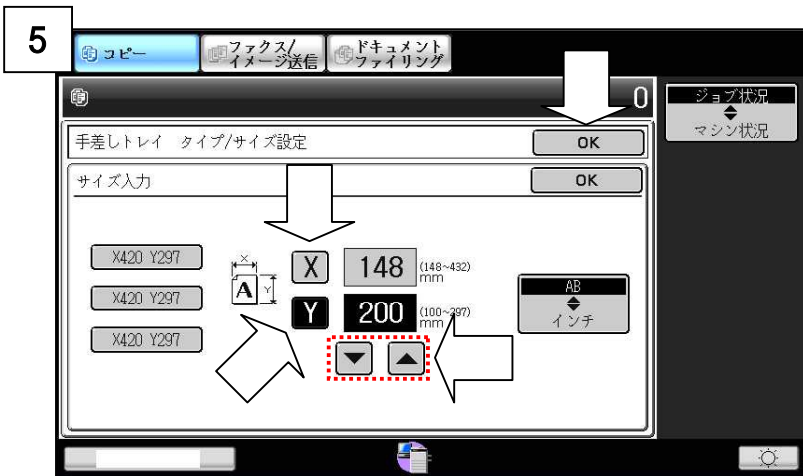 5
コピー
ファクス/
イメージ送信
ドキュメント
ファイリング
0
ジョブ状況
マシン状況
手差しトレイ タイプ/サイズ設定
OK
サイズ入力
OK
X420 Y297
X420 Y297
X420 Y297
X
A
Y
X
148
(148~432)
mm
Y
200
(100~297)
mm
AB
インチ